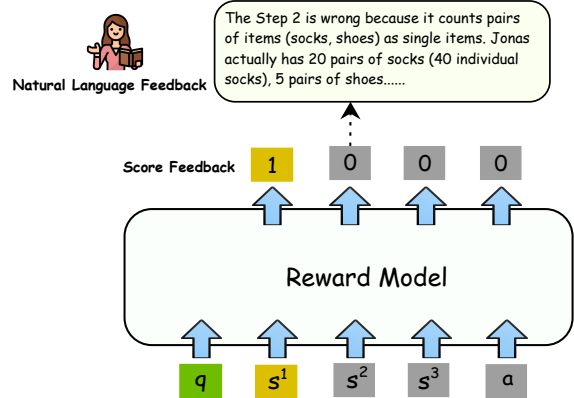 The Step 2 is wrong because it counts pairs
of items (socks, shoes) as single items. Jonas
actually has 20 pairs of socks (40 individual
socks), 5 pairs of shoes......
Natural Language Feedback
Score Feedback 1 0 0 0
Reward Model
q s¹ s² s³ a